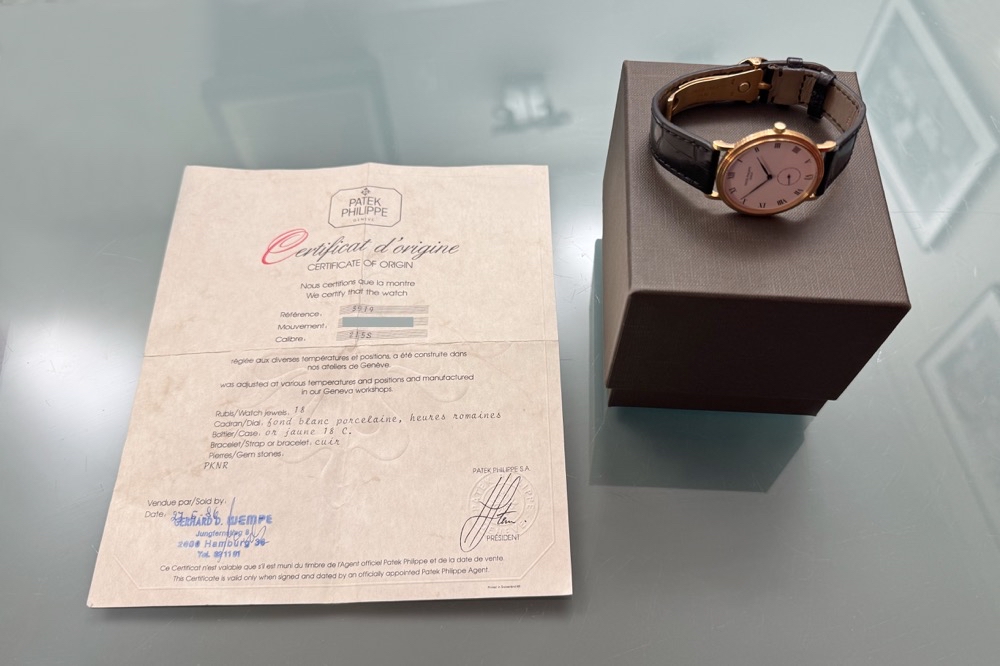 PATEK
PHILIPPE
GENEVE
Certificat d'origine
CERTIFICATE OF ORIGIN
Nous certifions que la montre
We certify that the watch
Référence. 3919
Mouvement.
Calibre. 2155
réglée aux diverses températures et positions, a été construite dans
nos ateliers de Genève.
was adjusted at various temperatures and positions and manufactured
in our Geneva workshops.
Rubis/Watch jewels. 18
Cadran/Dial. fond blanc porcelaine, heures romaines
Boîtier/Case. or jaune 18 C.
Bracelet/Strap or bracelet. cuir
Pierres/Gem stones.
PKNR
PATEK PHILIPPE S.A.
PRÉSIDENT
Vendue par/Sold by.
Date.
GERHARD D. WEMPE
Jungfernstieg 8
2000 Hamburg 36
Ce Certificat n'est valable que s'il est muni du timbre de l'Agent officiel Patek Philippe et de la date de vente.
The Certificate is valid only when signed and dated by an officially appointed Patek Philippe Agent.